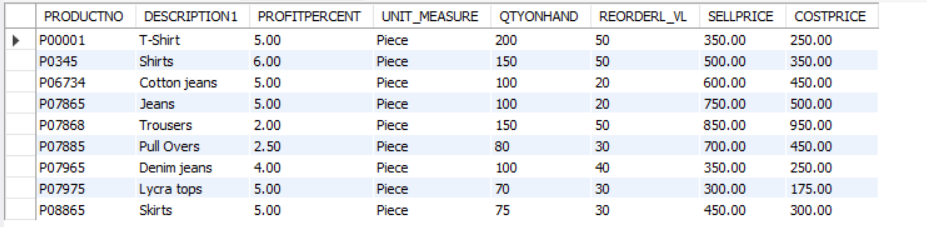 PRODUCTNO DESCRIPTION1 PROFITPERCENT UNIT_MEASURE QTYONHAND REORDERL_VL SELLPRICE COSTPRICE
P00001 T-Shirt 5.00 Piece 200 50 350.00 250.00
P0345 Shirts 6.00 Piece 150 50 500.00 350.00
P06734 Cotton jeans 5.00 Piece 100 20 600.00 450.00
P07865 Jeans 5.00 Piece 100 20 750.00 500.00
P07868 Trousers 2.00 Piece 150 50 850.00 950.00
P07885 Pull Overs 2.50 Piece 80 30 700.00 450.00
P07965 Denim jeans 4.00 Piece 100 40 350.00 250.00
P07975 Lycra tops 5.00 Piece 70 30 300.00 175.00
P08865 Skirts 5.00 Piece 75 30 450.00 300.00